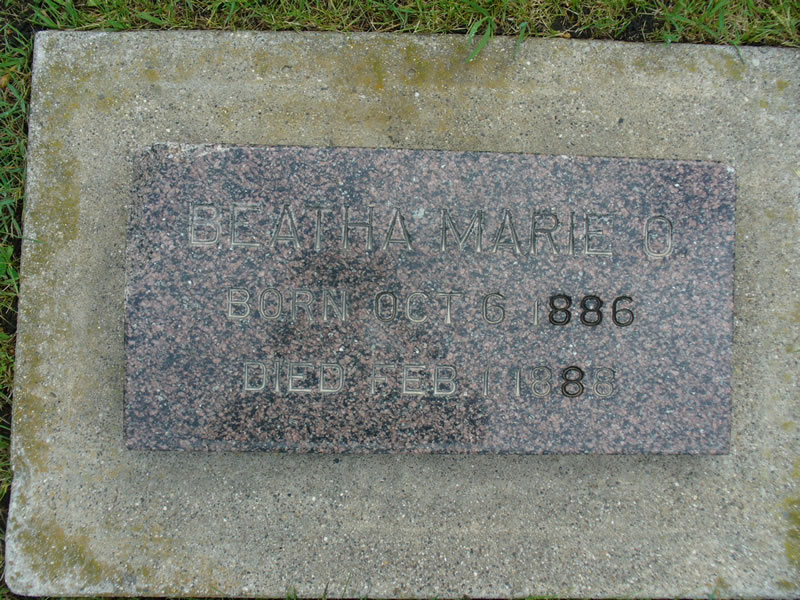 BEATHA MARIE O
BORN OCT 6 1886
DIED FEB 1 1888